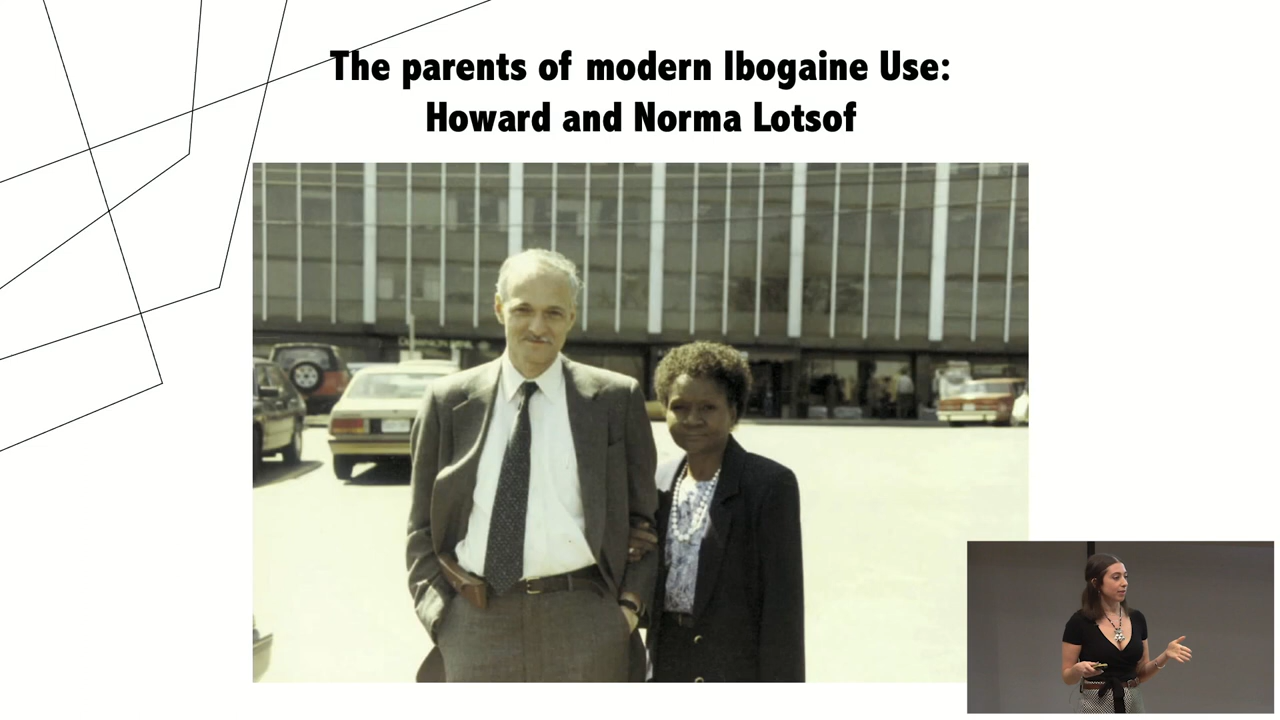 The parents of modern Ibogaine Use:
Howard and Norma Lotsof